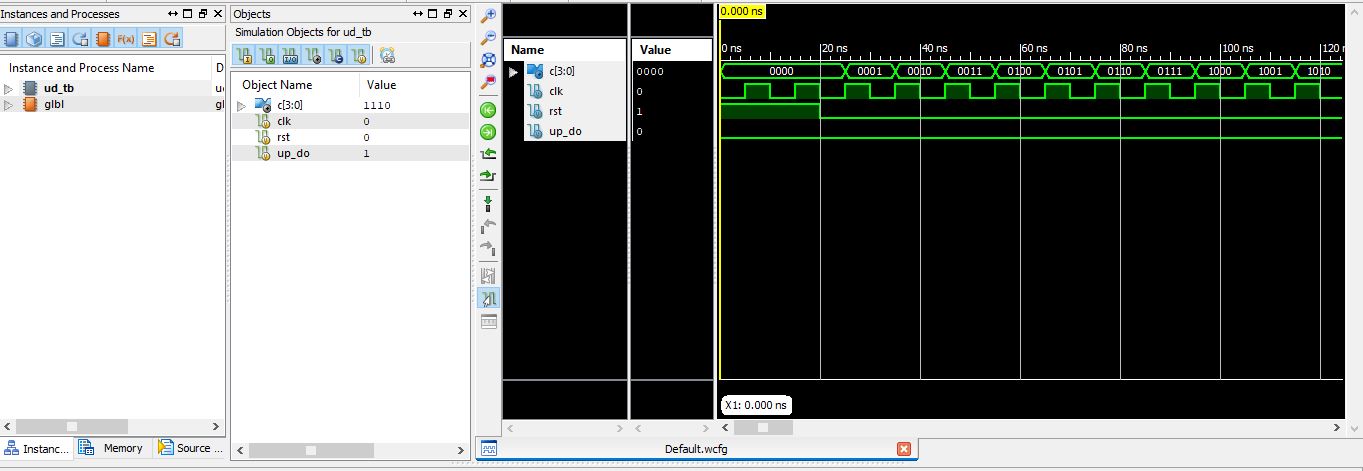 Instances and Processes
Instance and Process Name
D
ud_tb
u
glbl
gl
Instanc...
Memory
Source ...
Objects
Simulation Objects for ud_tb
Object Name Value
c[3:0] 1110
clk 0
rst 0
up_do 1
Name Value
c[3:0] 0000
clk 0
rst 1
up_do 0
0.000 ns
0 ns 20 ns 40 ns 60 ns 80 ns 100 ns 120 n
0000 0001 0010 0011 0100 0101 0110 0111 1000 1001 1010
X1: 0.000 ns
Default.wcfg